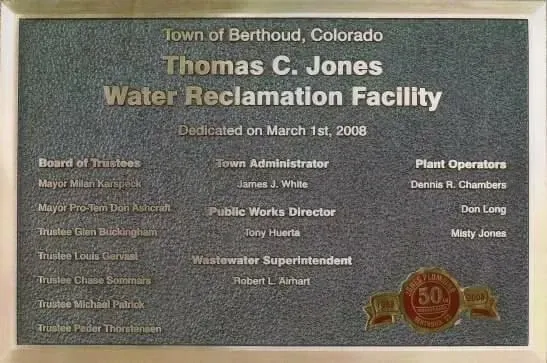 Town of Berthoud, Colorado
Thomas C. Jones
Water Reclamation Facility
Dedicated on March 1st, 2008
Board of Trustees
Mayor Milan Karspeck
Mayor Pro-Tem Don Ashcraft
Trustee Glen Buckingham
Trustee Louis Gervasi
Trustee Chase Sommars
Trustee Michael Patrick
Trustee Peder Thorstensen
Town Administrator
James J. White
Public Works Director
Tony Huerta
Wastewater Superintendent
Robert L. Airhart
Plant Operators
Dennis R. Chambers
Don Long
Misty Jones
50
2008